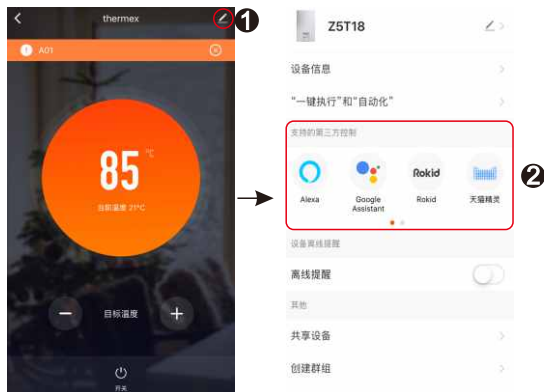 thermex
1
A01
85
℃
当前温度 21℃
目标温度
开关
Z5T18
设备信息
“一键执行”和“自动化”
支持的第三方控制
Rokid
Alexa
Google
Assistant
Rokid
天猫精灵
2
设备离线提醒
离线提醒
其他
共享设备
创建群组